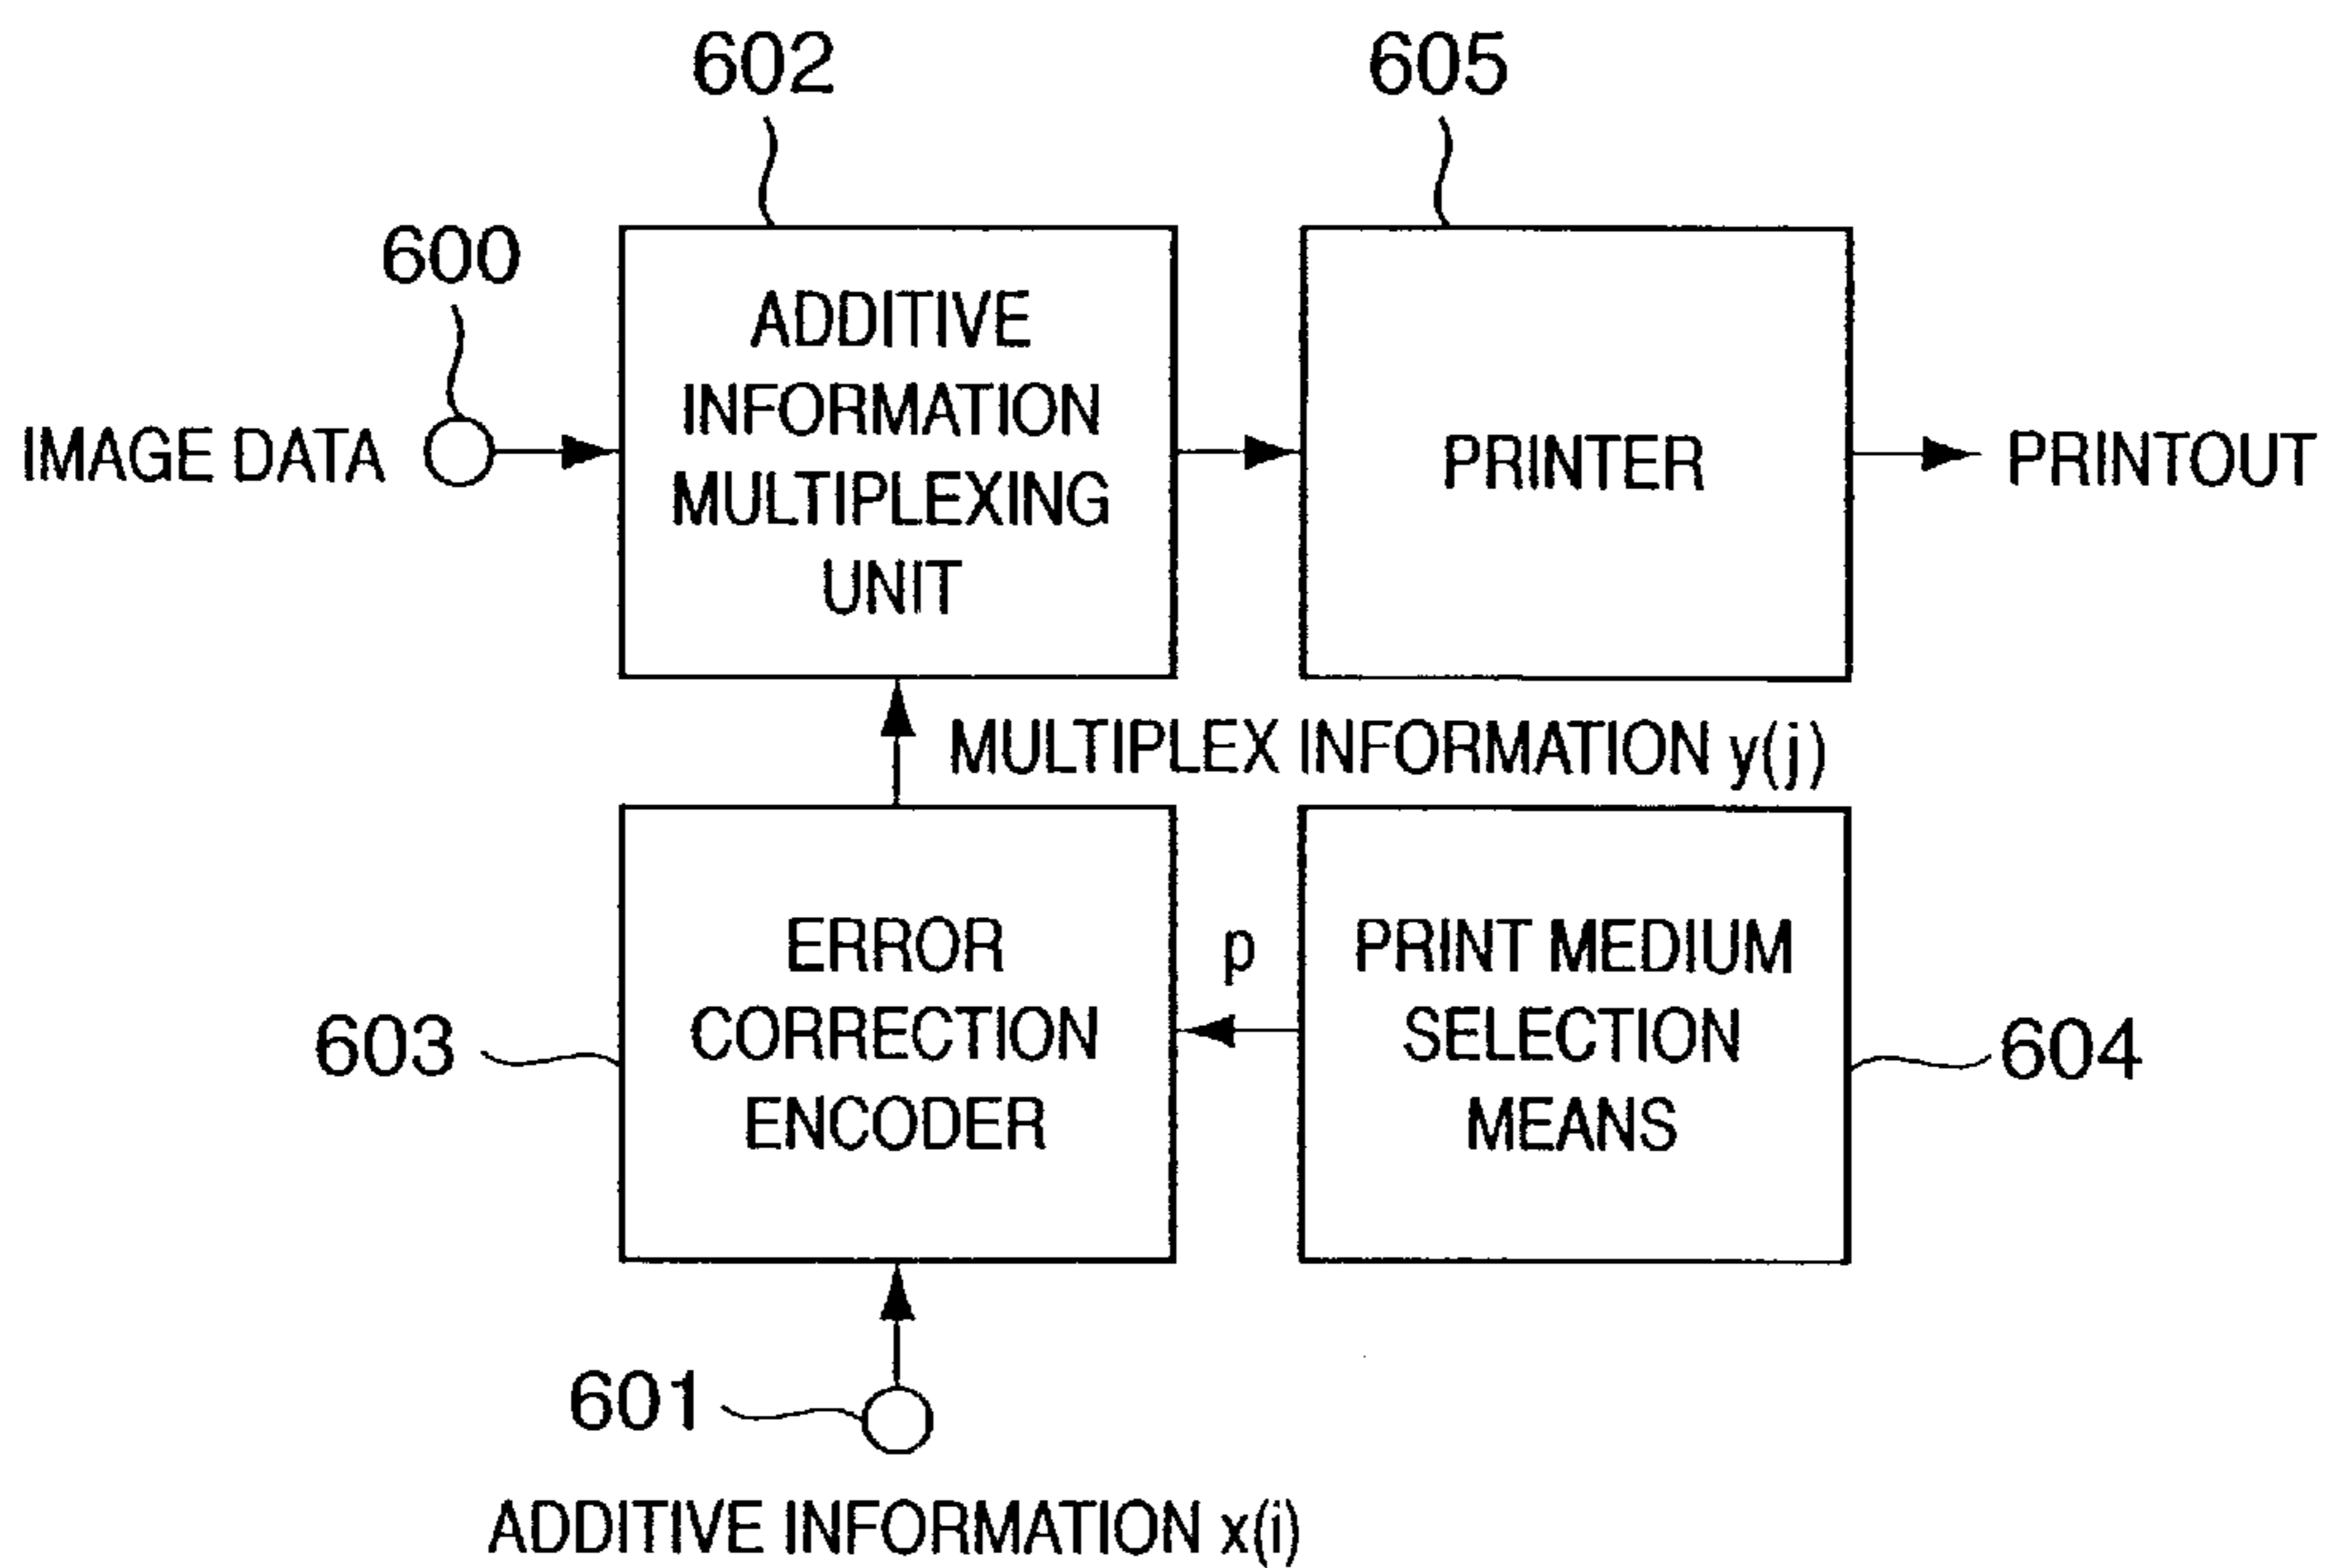 602
605
600
IMAGE DATA
ADDITIVE
INFORMATION
MULTIPLEXING
UNIT
PRINTER
PRINTOUT
MULTIPLEX INFORMATION y(j)
ERROR
CORRECTION
ENCODER
p
PRINT MEDIUM
SELECTION
MEANS
603
604
601
ADDITIVE INFORMATION x(i)